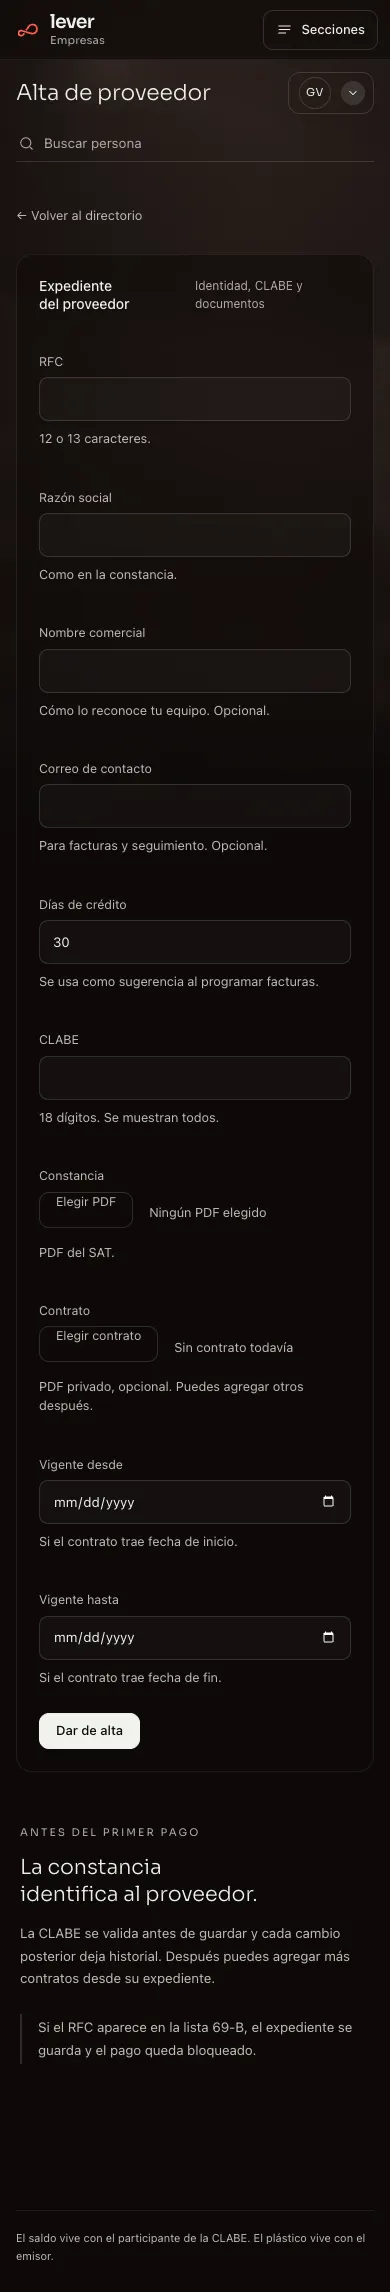 lever
Empresas
Secciones
Alta de proveedor
GV
Buscar persona
← Volver al directorio
Expediente
del proveedor
Identidad, CLABE y
documentos
RFC
12 o 13 caracteres.
Razón social
Como en la constancia.
Nombre comercial
Cómo lo reconoce tu equipo. Opcional.
Correo de contacto
Para facturas y seguimiento. Opcional.
Días de crédito
30
Se usa como sugerencia al programar facturas.
CLABE
18 dígitos. Se muestran todos.
Constancia
Elegir PDF
Ningún PDF elegido
PDF del SAT.
Contrato
Elegir contrato
Sin contrato todavía
PDF privado, opcional. Puedes agregar otros
después.
Vigente desde
mm/dd/yyyy
Si el contrato trae fecha de inicio.
Vigente hasta
mm/dd/yyyy
Si el contrato trae fecha de fin.
Dar de alta
ANTES DEL PRIMER PAGO
La constancia
identifica al proveedor.
La CLABE se valida antes de guardar y cada cambio
posterior deja historial. Después puedes agregar más
contratos desde su expediente.
Si el RFC aparece en la lista 69-B, el expediente se
guarda y el pago queda bloqueado.
El saldo vive con el participante de la CLABE. El plástico vive con el
emisor.